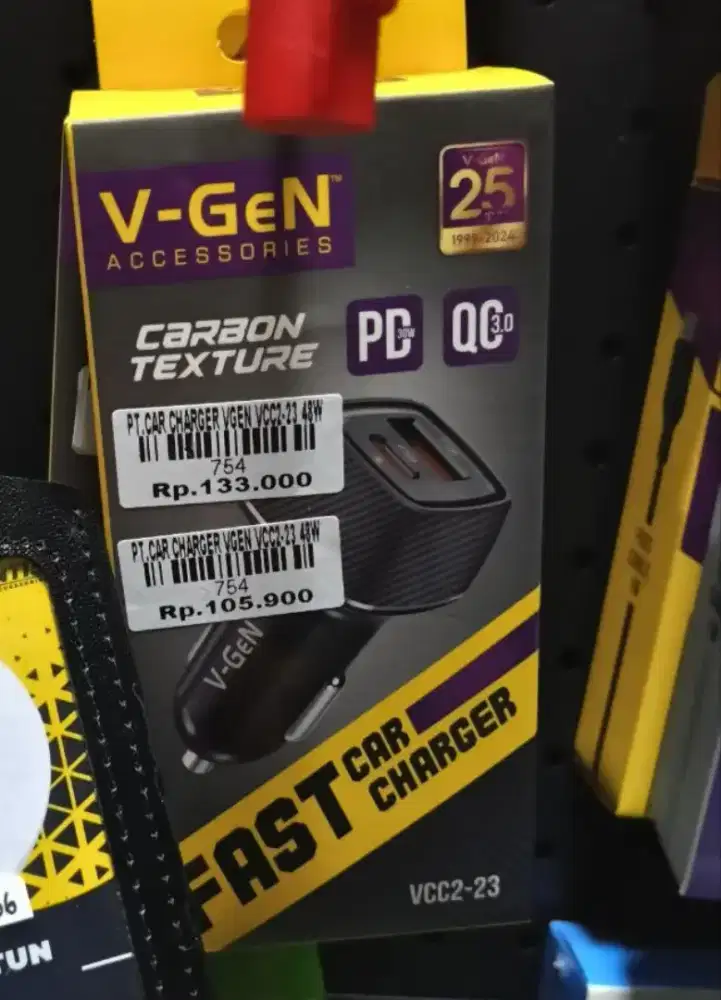 V-GeN™
ACCESSORIES
V-GeN
25
1999-2024
CARBON
TEXTURE
PD 30W
QC 3.0
PT.CAR CHARGER VGEN VCC2-23 48W
754
Rp.133.000
PT.CAR CHARGER VGEN VCC2-23 48W
754
Rp.105.900
V-GeN
FAST CAR
CHARGER
VCC2-23
TUN